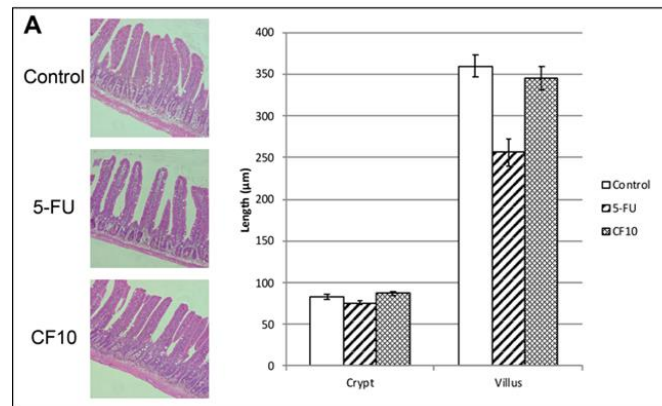 A
Control
5-FU
CF10
Length (µm)
400
350
300
250
200
150
100
50
0
Crypt Villus
Control
5-FU
CF10